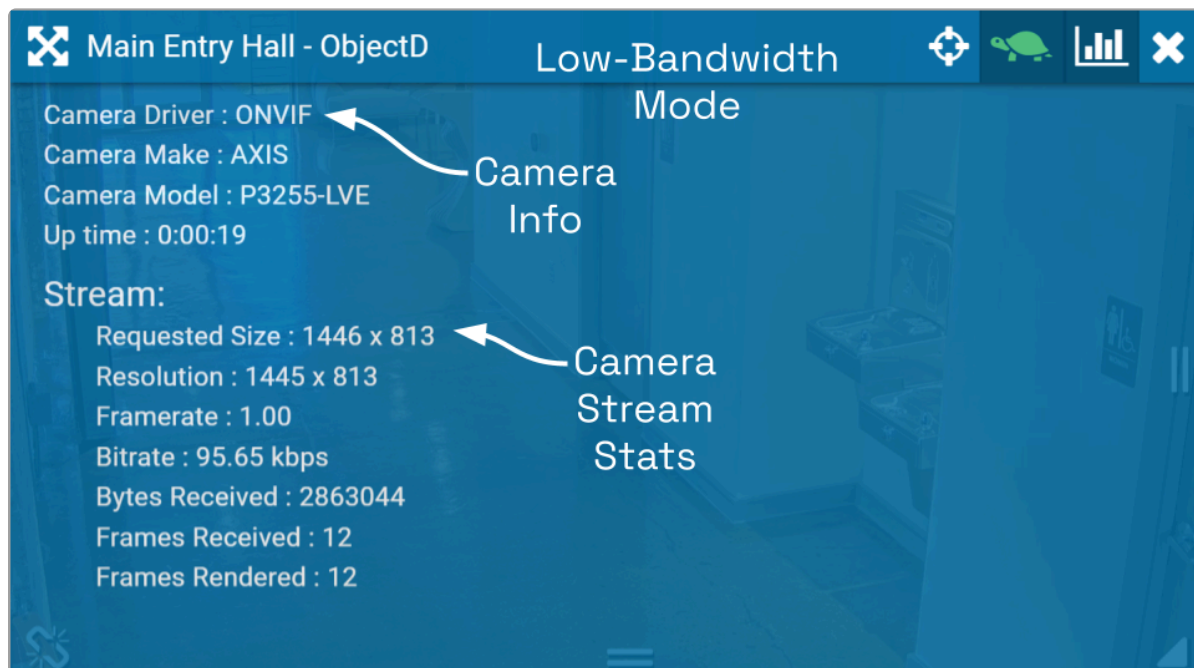 Main Entry Hall - ObjectD
Low-Bandwidth
Mode
Camera Driver : ONVIF
Camera Make : AXIS
Camera Model : P3255-LVE
Up time : 0:00:19
Camera
Info
Stream:
Requested Size : 1446 x 813
Resolution : 1445 x 813
Framerate : 1.00
Bitrate : 95.65 kbps
Bytes Received : 2863044
Frames Received : 12
Frames Rendered : 12
Camera
Stream
Stats